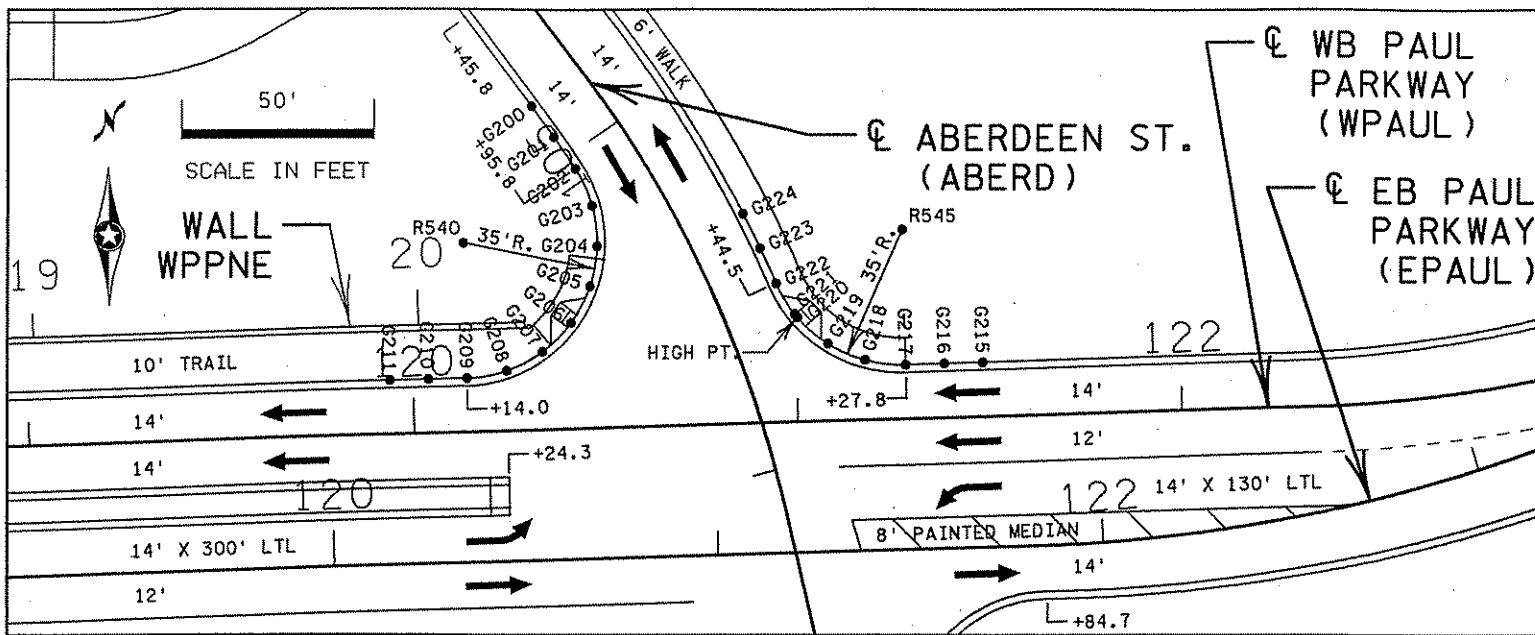 50'
SCALE IN FEET
N
WALL
WPPNE
19
20
10' TRAIL
14'
14'
14' X 300' LTL
12'
120
120
+45.8
+95.8
G200
G201
G202
G203
G204
G205
G206
G207
G208
G209
G210
G211
R540
35'R.
+14.0
+24.3
14'
14'
6' WALK
℄ ABERDEEN ST.
(ABERD)
℄ WB PAUL
PARKWAY
(WPAUL)
℄ EB PAUL
PARKWAY
(EPAUL)
G224
G223
G222
G219
G218
G217
G216
G215
R545
35'R.
+44.5
HIGH PT.
+27.8
122
14'
12'
122
14' X 130' LTL
8' PAINTED MEDIAN
14'
+84.7